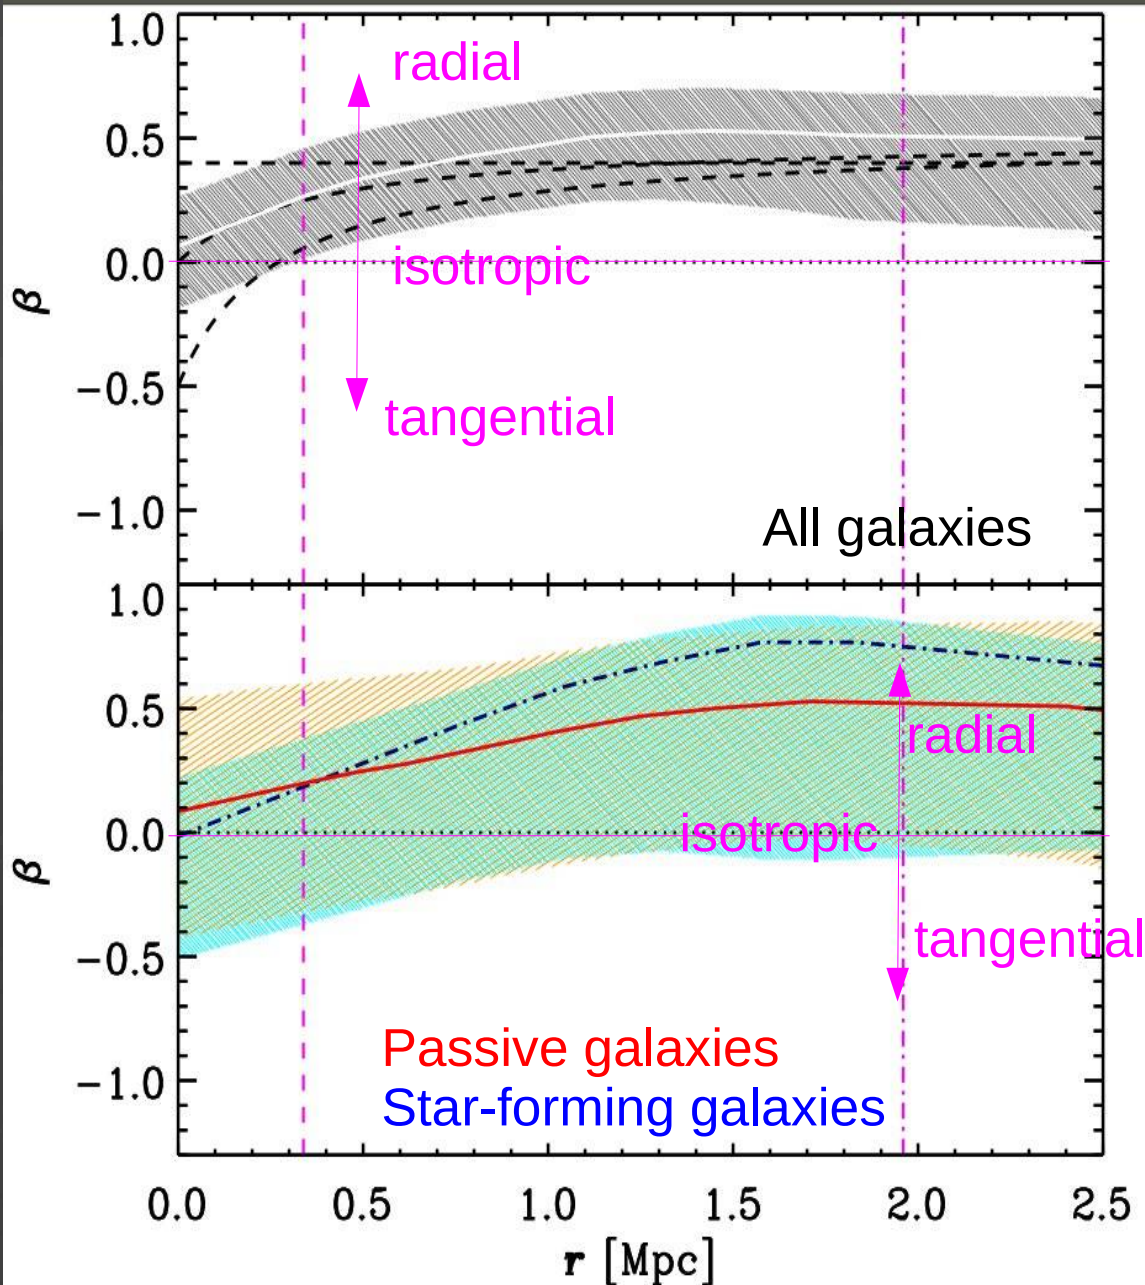 1.0
radial
0.5
0.0
isotropic
β
−0.5
tangential
−1.0
All galaxies
1.0
0.5
radial
0.0
isotropic
β
−0.5
tangential
Passive galaxies
−1.0
Star-forming galaxies
0.0 0.5 1.0 1.5 2.0 2.5
r [Mpc]